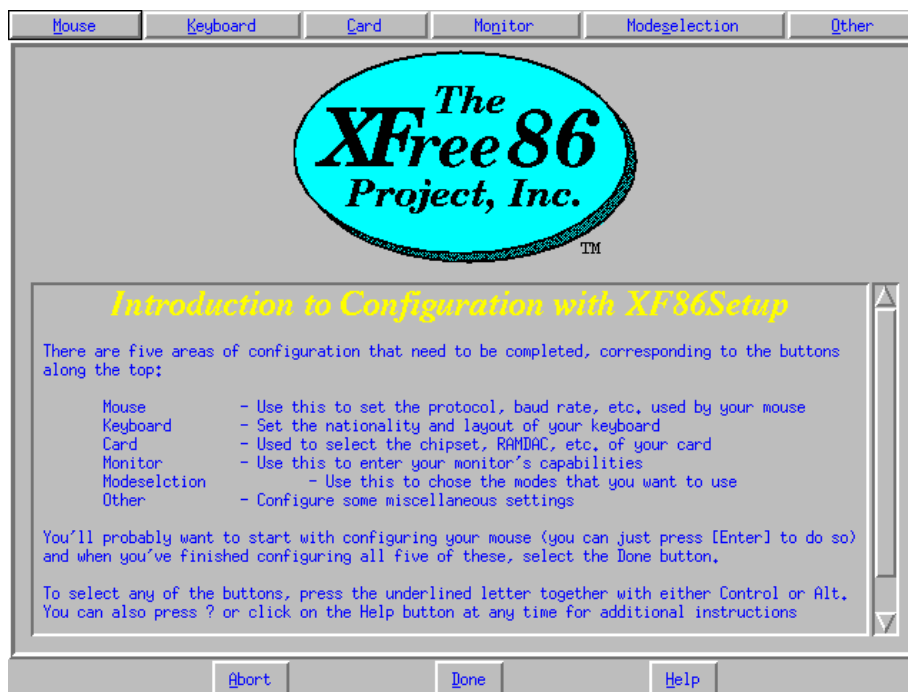 Mouse Keyboard Card Monitor Modeselection Other
The
XFree86
Project, Inc.
TM
Introduction to Configuration with XF86Setup
There are five areas of configuration that need to be completed, corresponding to the buttons
along the top:
Mouse - Use this to set the protocol, baud rate, etc. used by your mouse
Keyboard - Set the nationality and layout of your keyboard
Card - Used to select the chipset, RAMDAC, etc. of your card
Monitor - Use this to enter your monitor's capabilities
Modeselction - Use this to chose the modes that you want to use
Other - Configure some miscellaneous settings
You'll probably want to start with configuring your mouse (you can just press [Enter] to do so)
and when you've finished configuring all five of these, select the Done button.
To select any of the buttons, press the underlined letter together with either Control or Alt.
You can also press ? or click on the Help button at any time for additional instructions
Abort Done Help